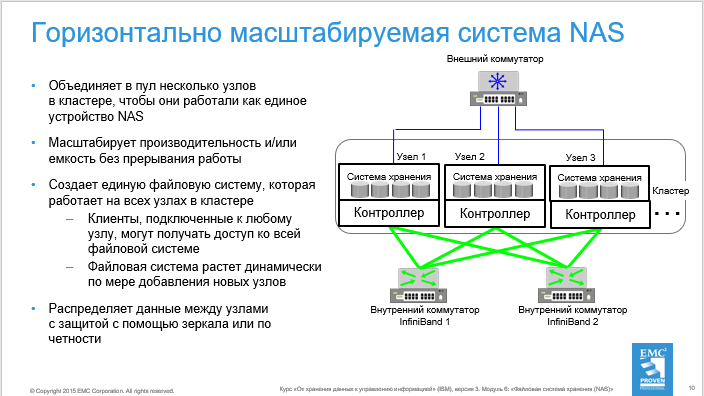 Горизонтально масштабируемая система NAS
• Объединяет в пул несколько узлов
в кластере, чтобы они работали как единое
устройство NAS
• Масштабирует производительность и/или
емкость без прерывания работы
• Создает единую файловую систему, которая
работает на всех узлах в кластере
– Клиенты, подключенные к любому
узлу, могут получать доступ ко всей
файловой системе
– Файловая система растет динамически
по мере добавления новых узлов
• Распределяет данные между узлами
с защитой с помощью зеркала или по
четности
Внешний коммутатор
Узел 1
Узел 2
Узел 3
Система хранения
Система хранения
Система хранения
Кластер
Контроллер
Контроллер
Контроллер
...
Внутренний коммутатор
InfiniBand 1
Внутренний коммутатор
InfiniBand 2
EMC²
PROVEN
PROFESSIONAL
© Copyright 2015 EMC Corporation. All rights reserved.
Курс «От хранения данных к управлению информацией» (ISM), версия 3. Модуль 6: «Файловая система хранения (NAS)»
10